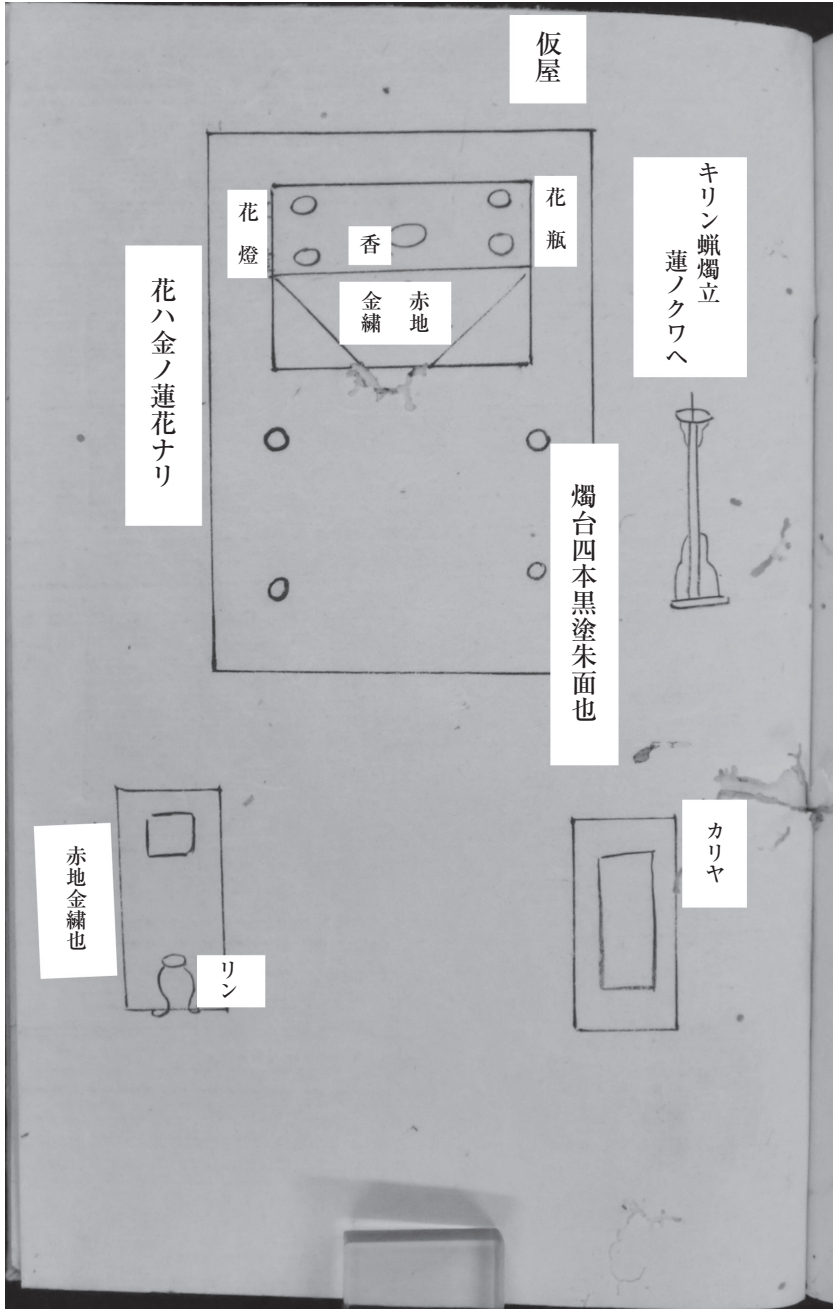 仮屋
キリン蝋燭立
蓮ノクワヘ
花瓶
香
花燈
赤地
金繍
花ハ金ノ蓮花ナリ
燭台四本黒塗朱面也
カリヤ
リン
赤地金繍也